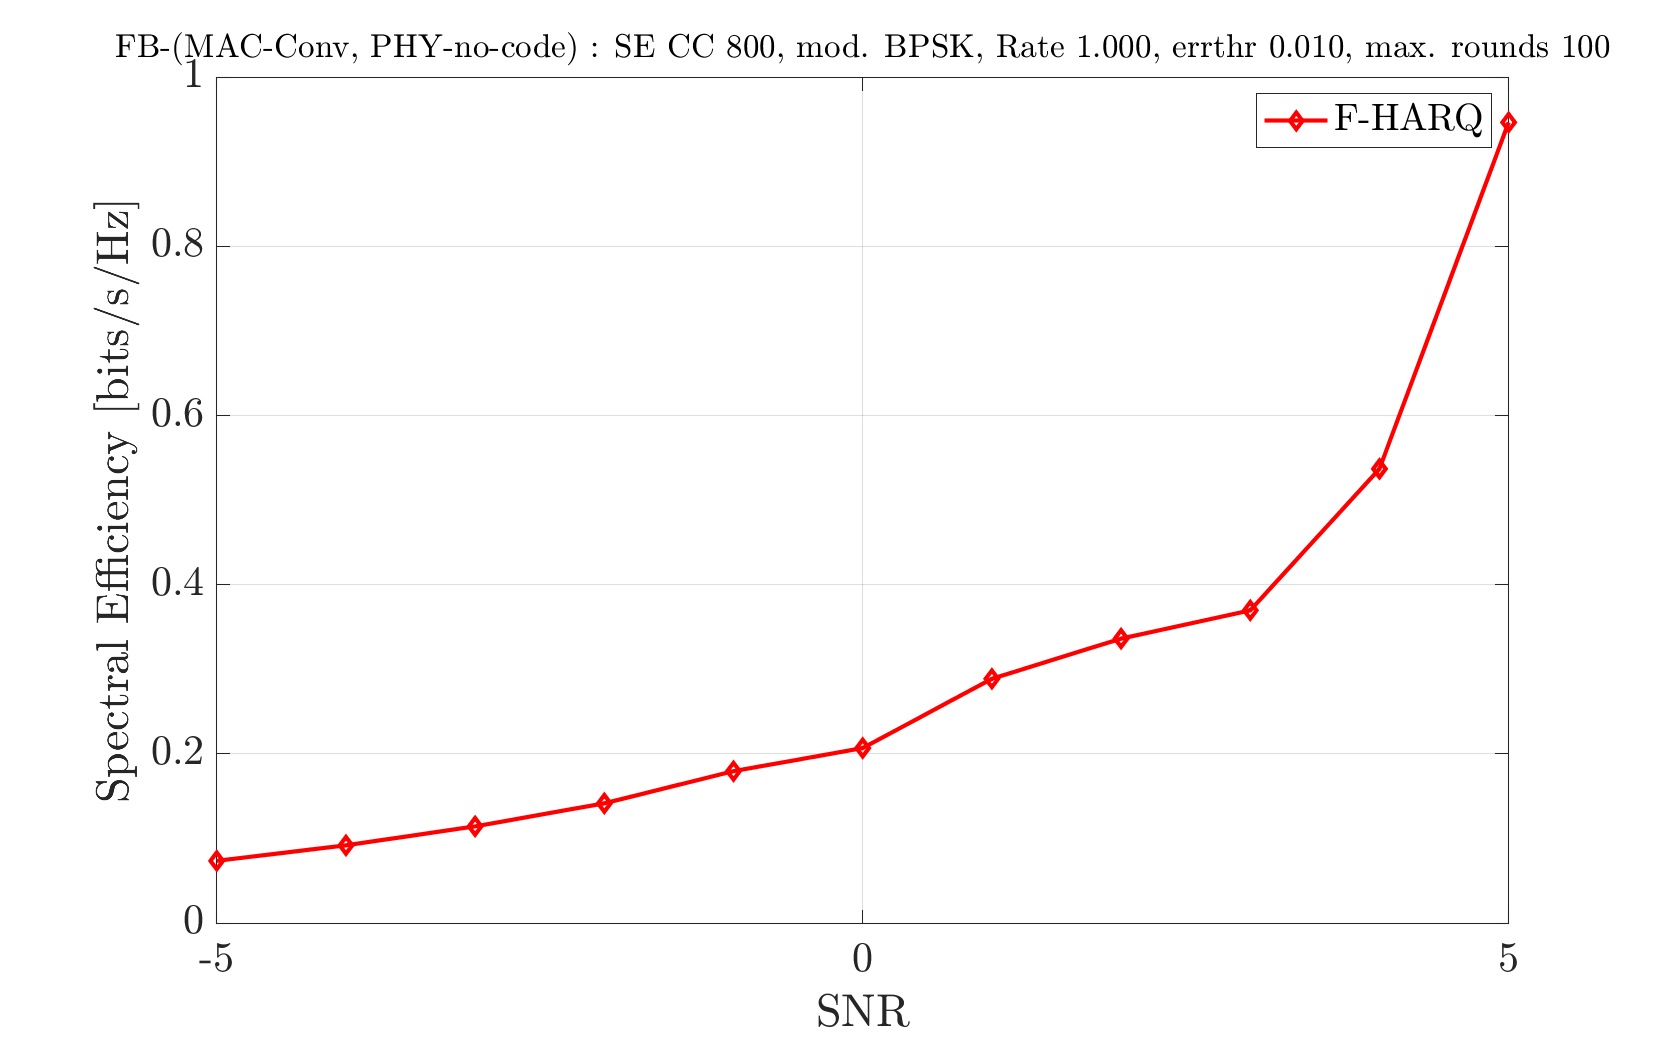 FB-(MAC-Conv, PHY-no-code) : SE CC 800, mod. BPSK, Rate 1.000, errthr 0.010, max. rounds 100
F-HARQ
Spectral Efficiency [bits/s/Hz]
1
0.8
0.6
0.4
0.2
0
-5
0
5
SNR